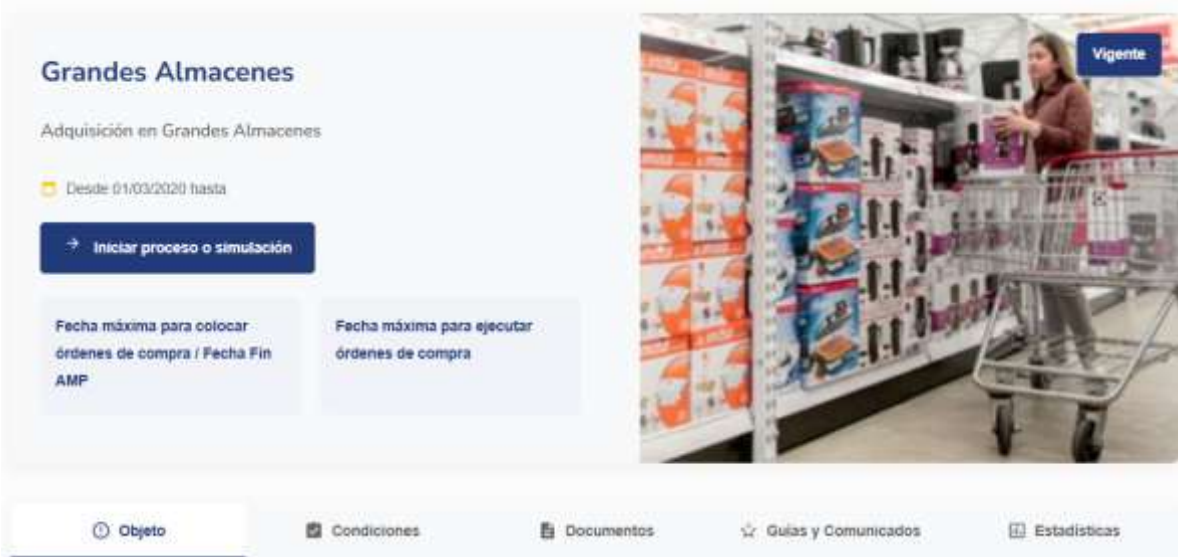 Grandes Almacenes
Vigente
Adquisición en Grandes Almacenes
Desde 01/03/2020 hasta
Iniciar proceso o simulación
Fecha máxima para colocar
órdenes de compra / Fecha Fin
AMP
Fecha máxima para ejecutar
órdenes de compra
Objeto
Condiciones
Documentos
Guías y Comunicados
Estadísticas